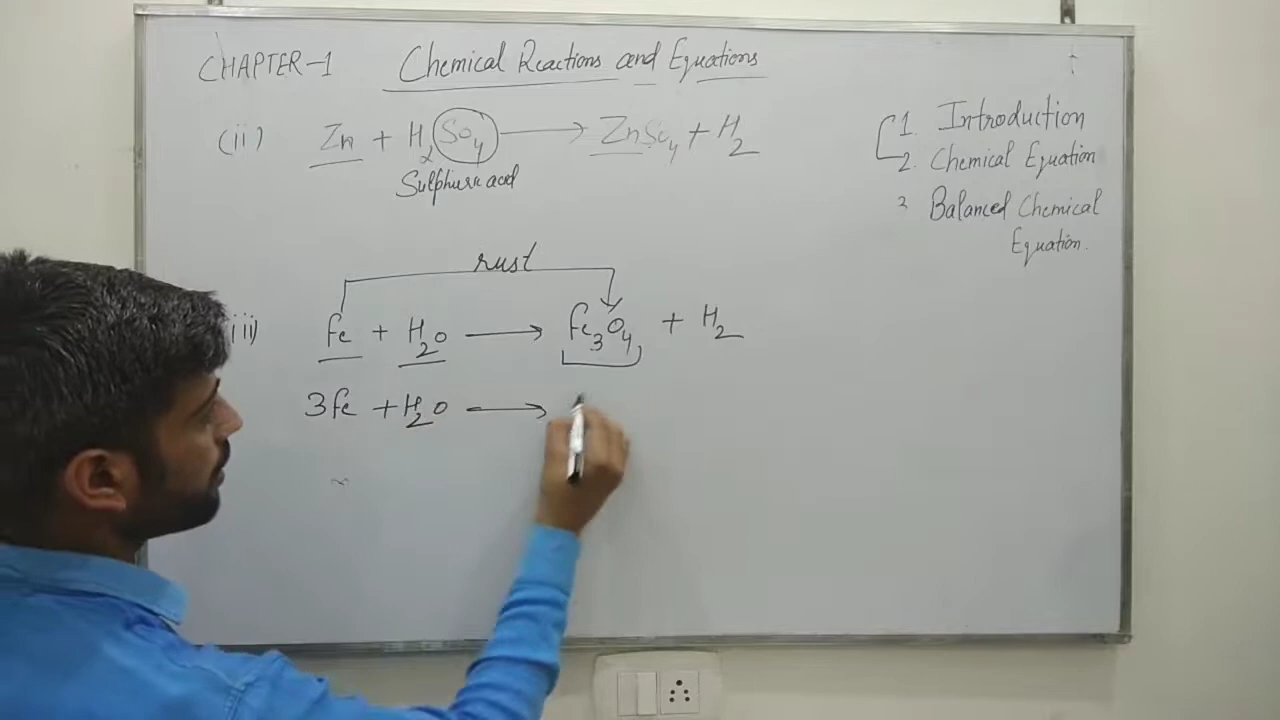 CHAPTER-1 Chemical Reactions and Equations
(ii) Zn + H2So4 → ZnSo4 + H2
Sulphuric acid
rust
iii) Fe + H2O → Fe3O4 + H2
3Fe + H2O →
1. Introduction
2. Chemical Equation
3 Balanced Chemical
Equation.